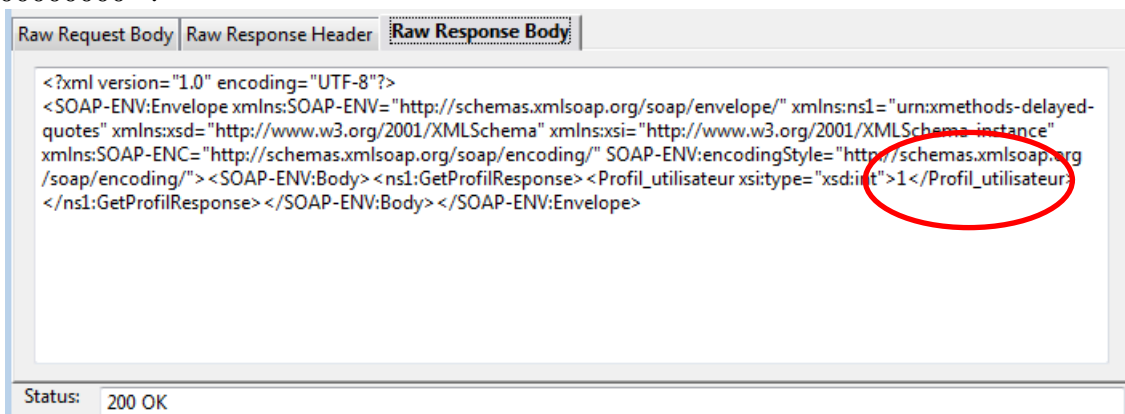 Raw Request Body Raw Response Header Raw Response Body
<?xml version="1.0" encoding="UTF-8"?>
<SOAP-ENV:Envelope xmlns:SOAP-ENV="http://schemas.xmlsoap.org/soap/envelope/" xmlns:ns1="urn:xmethods-delayed-
quotes" xmlns:xsd="http://www.w3.org/2001/XMLSchema" xmlns:xsi="http://www.w3.org/2001/XMLSchema-instance"
xmlns:SOAP-ENC="http://schemas.xmlsoap.org/soap/encoding/" SOAP-ENV:encodingStyle="http://schemas.xmlsoap.org
/soap/encoding/"><SOAP-ENV:Body><ns1:GetProfilResponse><Profil_utilisateur xsi:type="xsd:int">1</Profil_utilisateur>
</ns1:GetProfilResponse></SOAP-ENV:Body></SOAP-ENV:Envelope>
Status: 200 OK